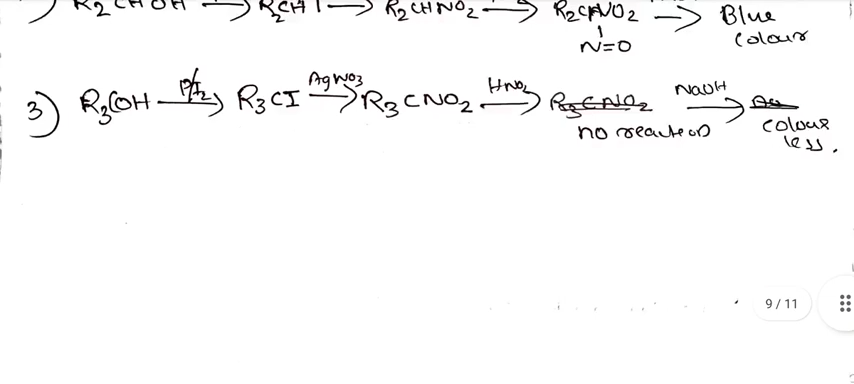 R₂CHOH → R₂CHI → R₂CHNO₂ → R₂CNO₂ → Blue colour
N=O
3) R₃COH P/I₂→ R₃CI AgNO₃→ R₃CNO₂ HNO₂→ R₃CNO₂ NaOH→
no reaction colour
less.
9 / 11